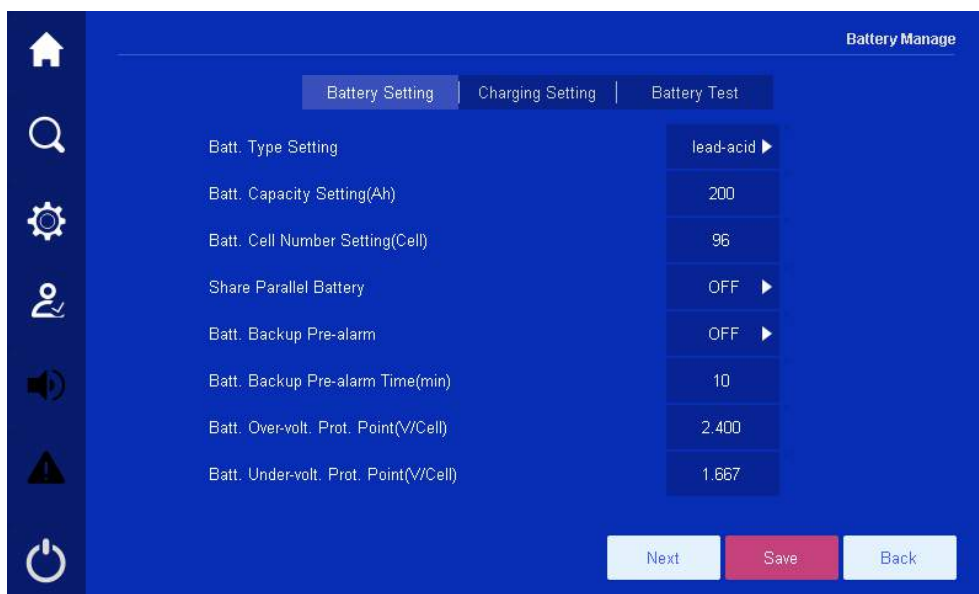 Battery Manage
Battery Setting | Charging Setting | Battery Test
Batt. Type Setting lead-acid
Batt. Capacity Setting(Ah) 200
Batt. Cell Number Setting(Cell) 96
Share Parallel Battery OFF
Batt. Backup Pre-alarm OFF
Batt. Backup Pre-alarm Time(min) 10
Batt. Over-volt. Prot. Point(V/Cell) 2.400
Batt. Under-volt. Prot. Point(V/Cell) 1.667
Next Save Back